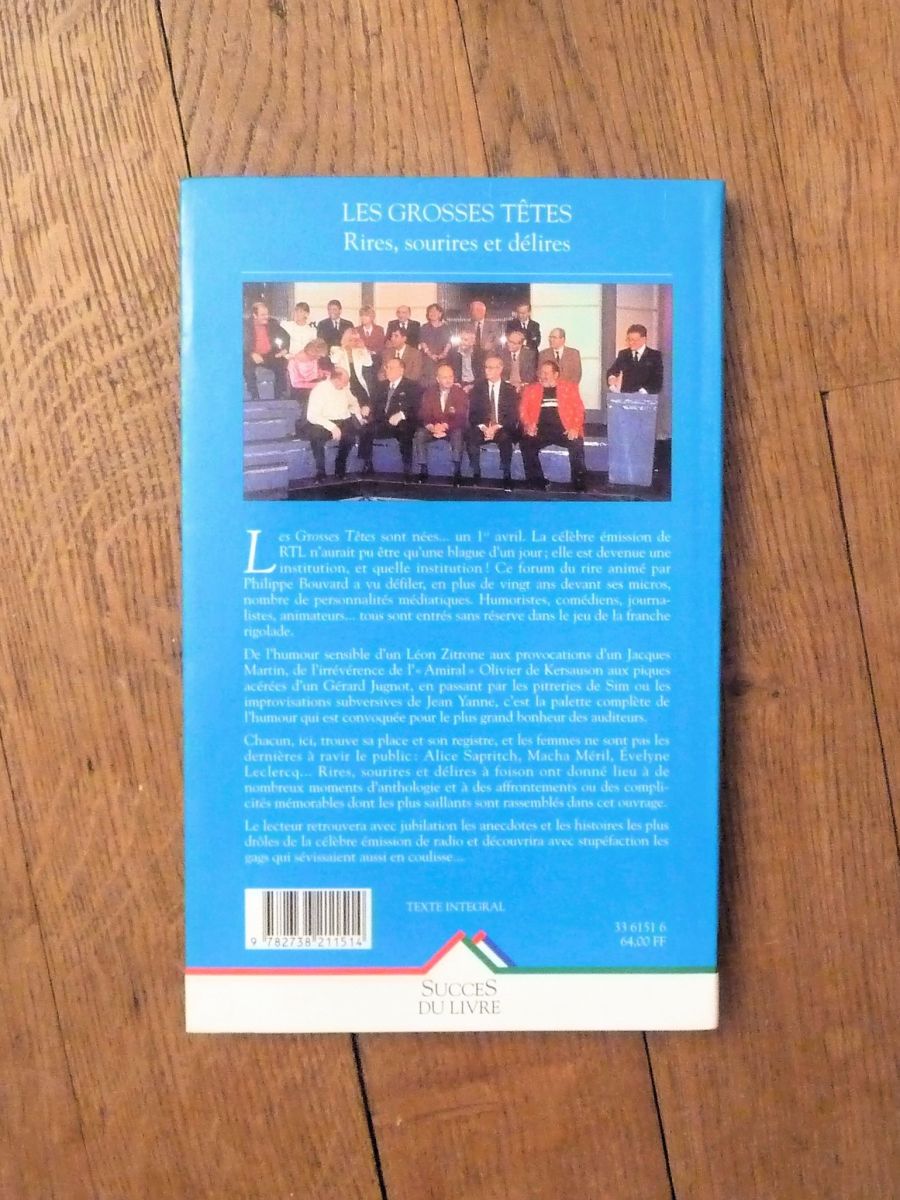 LES GROSSES TÊTES
Rires, sourires et délires
Les Grosses Têtes sont nées... un 1er avril. La célèbre émission de
RTL n'aurait pu être qu'une blague d'un jour ; elle est devenue une
institution, et quelle institution ! Ce forum du rire animé par
Philippe Bouvard a vu défiler, en plus de vingt ans devant ses micros,
nombre de personnalités médiatiques. Humoristes, comédiens, journa-
listes, animateurs... tous sont entrés sans réserve dans le jeu de la franche
rigolade.
De l'humour sensible d'un Léon Zitrone aux provocations d'un Jacques
Martin, de l'irrévérence de l'« Amiral » Olivier de Kersauson aux piques
acérées d'un Gérard Jugnot, en passant par les pitreries de Sim ou les
improvisations subversives de Jean Yanne, c'est la palette complète de
l'humour qui est convoquée pour le plus grand bonheur des auditeurs.
Chacun, ici, trouve sa place et son registre, et les femmes ne sont pas les
dernières à ravir le public : Alice Sapritch, Macha Méril, Évelyne
Leclercq... Rires, sourires et délires à foison ont donné lieu à de
nombreux moments d'anthologie et à des affrontements ou des compli-
cités mémorables dont les plus saillants sont rassemblés dans cet ouvrage.
Le lecteur retrouvera avec jubilation les anecdotes et les histoires les plus
drôles de la célèbre émission de radio et découvrira avec stupéfaction les
gags qui sévissaient aussi en coulisse...
TEXTE INTEGRAL
9 782738 211514
33 6151 6
64,00 FF
SUCCES
DU LIVRE